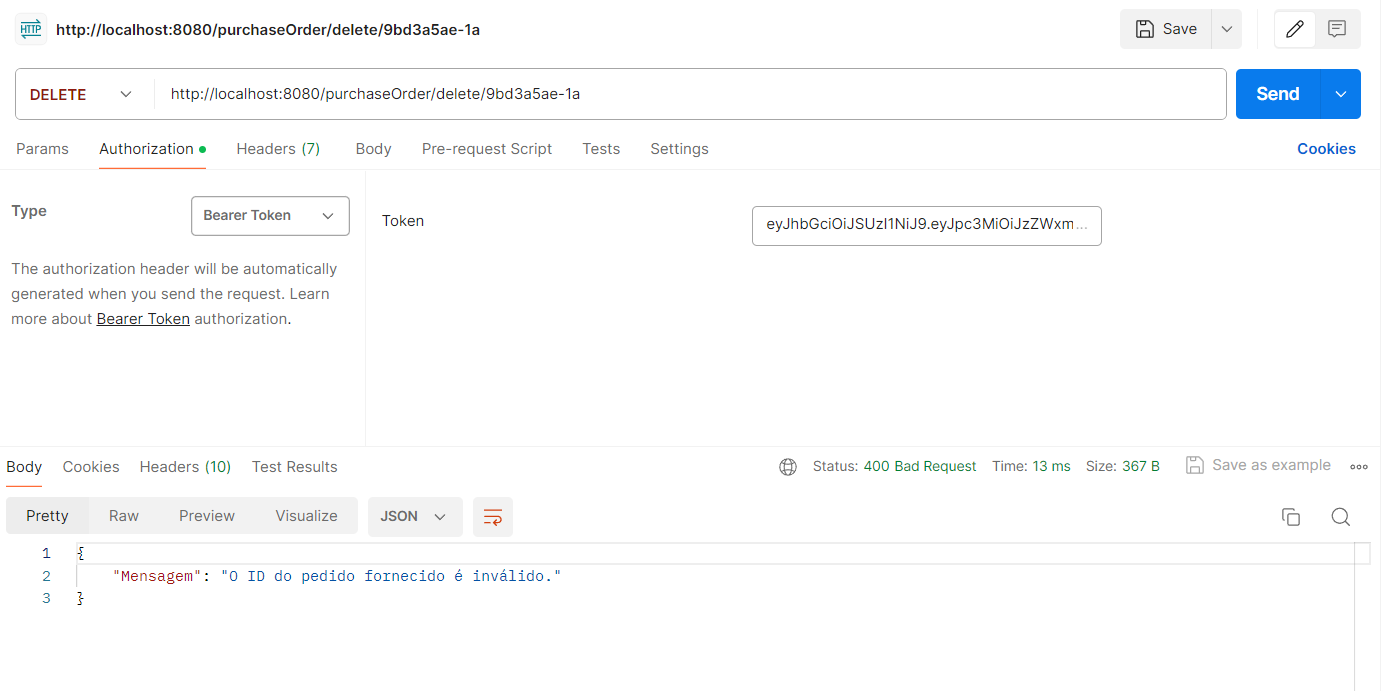 HTTP http://localhost:8080/purchaseOrder/delete/9bd3a5ae-1a Save
DELETE http://localhost:8080/purchaseOrder/delete/9bd3a5ae-1a Send
Params Authorization Headers (7) Body Pre-request Script Tests Settings Cookies
Type Bearer Token Token eyJhbGciOiJSUzI1NiJ9.eyJpc3MiOiJzZWxm...
The authorization header will be automatically
generated when you send the request. Learn
more about Bearer Token authorization.
Body Cookies Headers (10) Test Results Status: 400 Bad Request Time: 13 ms Size: 367 B Save as example
Pretty Raw Preview Visualize JSON
1 {
2 "Mensagem": "O ID do pedido fornecido é inválido."
3 }